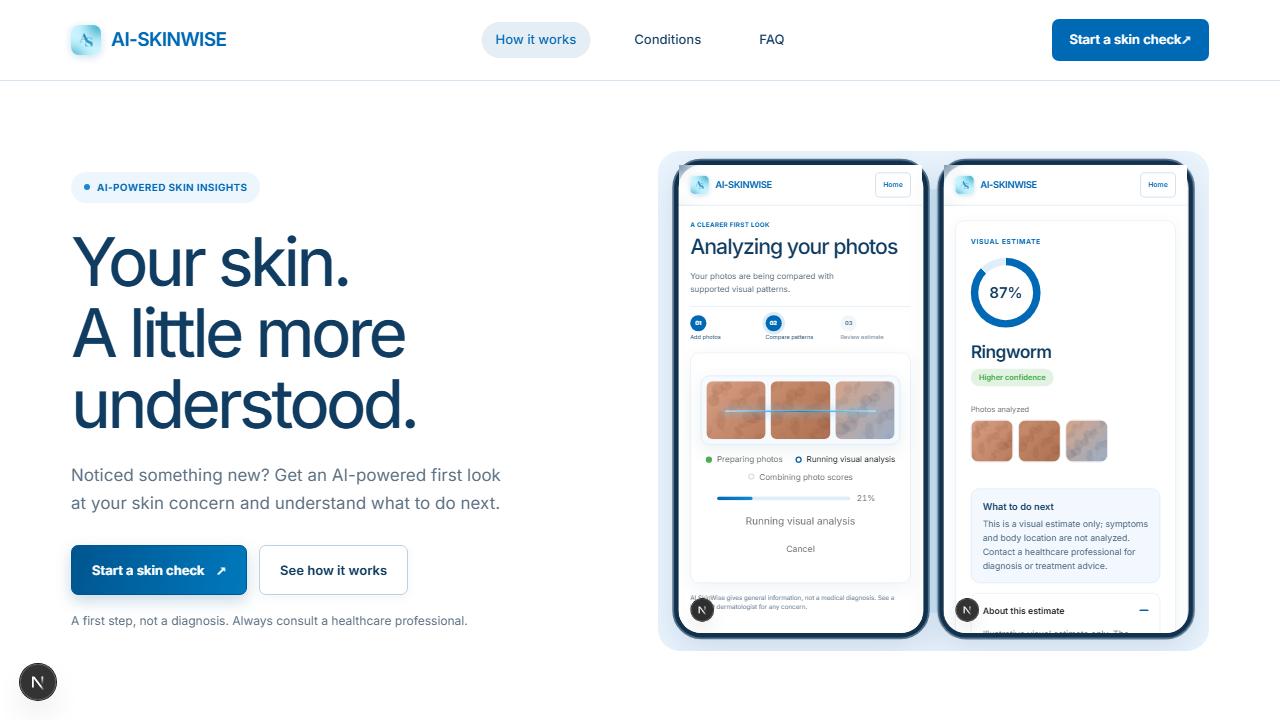 AI-SKINWISE
How it works
Conditions
FAQ
Start a skin check↗
AI-POWERED SKIN INSIGHTS
Your skin.
A little more
understood.
Noticed something new? Get an AI-powered first look
at your skin concern and understand what to do next.
Start a skin check ↗
See how it works
A first step, not a diagnosis. Always consult a healthcare professional.
N
AI-SKINWISE
Home
A CLEARER FIRST LOOK
Analyzing your photos
Your photos are being compared with
supported visual patterns.
01
02
03
Add photos
Compare patterns
Review estimate
Preparing photos
Running visual analysis
Combining photo scores
21%
Running visual analysis
Cancel
gives general information, not a medical diagnosis. See a
dermatologist for any concern.
N
AI-SKINWISE
Home
VISUAL ESTIMATE
87%
Ringworm
Higher confidence
Photos analyzed
What to do next
This is a visual estimate only; symptoms
and body location are not analyzed.
Contact a healthcare professional for
diagnosis or treatment advice.
N
About this estimate